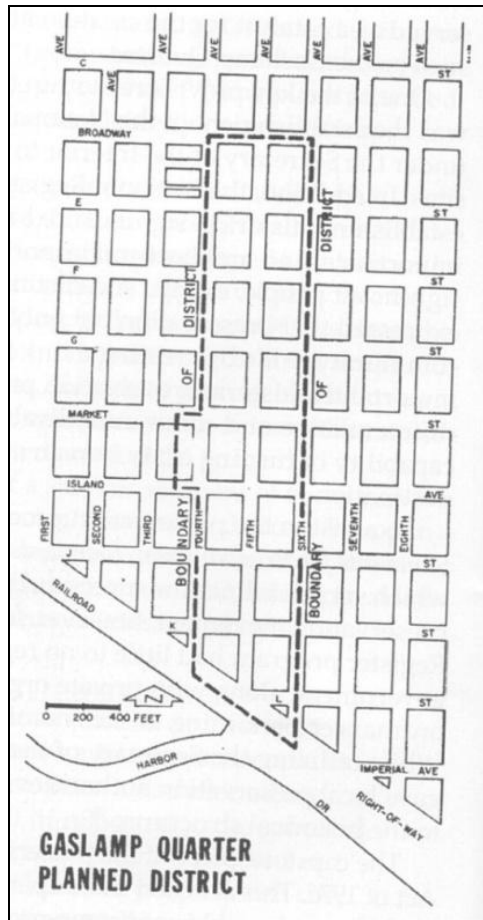 AVE AVE AVE AVE AVE AVE AVE AVE
C ST
BROADWAY
E ST
F ST
G ST
MARKET ST
ISLAND AVE
FIRST SECOND THIRD FOURTH FIFTH SIXTH SEVENTH EIGHTH
BOUNDARY OF DISTRICT
BOUNDARY OF DISTRICT
J ST
K ST
L ST
RAILROAD
N
0 200 400 FEET
HARBOR DR
IMPERIAL AVE
RIGHT-OF-WAY
GASLAMP QUARTER
PLANNED DISTRICT